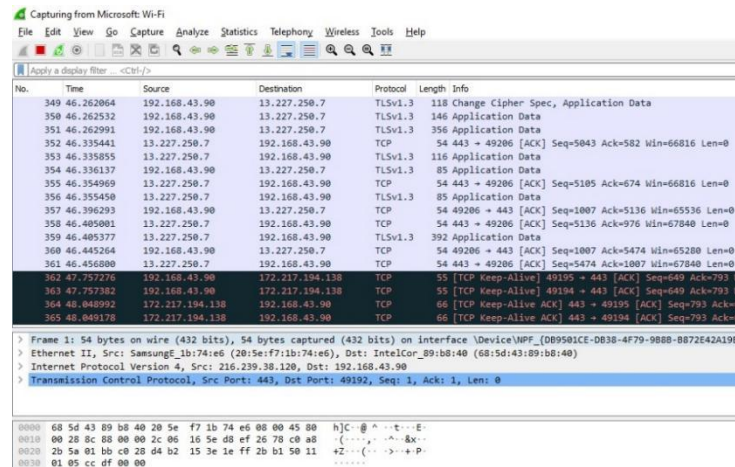 Capturing from Microsoft: Wi-Fi
File Edit View Go Capture Analyze Statistics Telephony Wireless Tools Help
Apply a display filter ... <Ctrl-/>
No. Time Source Destination Protocol Length Info
349 46.262064 192.168.43.90 13.227.250.7 TLSv1.3 118 Change Cipher Spec, Application Data
350 46.262532 192.168.43.90 13.227.250.7 TLSv1.3 146 Application Data
351 46.262991 192.168.43.90 13.227.250.7 TLSv1.3 356 Application Data
352 46.335441 13.227.250.7 192.168.43.90 TCP 54 443 → 49206 [ACK] Seq=5043 Ack=582 Win=66816 Len=0
353 46.335855 13.227.250.7 192.168.43.90 TLSv1.3 116 Application Data
354 46.336137 13.227.250.7 192.168.43.90 TLSv1.3 85 Application Data
355 46.354969 13.227.250.7 192.168.43.90 TCP 54 443 → 49206 [ACK] Seq=5105 Ack=674 Win=66816 Len=0
356 46.355450 13.227.250.7 192.168.43.90 TLSv1.3 85 Application Data
357 46.396293 192.168.43.90 13.227.250.7 TCP 54 49206 → 443 [ACK] Seq=1007 Ack=5136 Win=65536 Len=0
358 46.405001 13.227.250.7 192.168.43.90 TCP 54 443 → 49206 [ACK] Seq=5136 Ack=976 Win=67840 Len=0
359 46.405377 13.227.250.7 192.168.43.90 TLSv1.3 392 Application Data
360 46.445264 192.168.43.90 13.227.250.7 TCP 54 49206 → 443 [ACK] Seq=1007 Ack=5474 Win=65280 Len=0
361 46.456800 13.227.250.7 192.168.43.90 TCP 54 443 → 49206 [ACK] Seq=5474 Ack=1007 Win=67840 Len=0
362 47.757276 192.168.43.90 172.217.194.138 TCP 55 [TCP Keep-Alive] 49195 → 443 [ACK] Seq=649 Ack=793
363 47.757382 192.168.43.90 172.217.194.138 TCP 55 [TCP Keep-Alive] 49194 → 443 [ACK] Seq=649 Ack=793
364 48.048992 172.217.194.138 192.168.43.90 TCP 66 [TCP Keep-Alive ACK] 443 → 49195 [ACK] Seq=793 Ack=
365 48.049178 172.217.194.138 192.168.43.90 TCP 66 [TCP Keep-Alive ACK] 443 → 49194 [ACK] Seq=793 Ack=
> Frame 1: 54 bytes on wire (432 bits), 54 bytes captured (432 bits) on interface \Device\NPF_{DB9501CE-DB38-4F79-9B8B-B872E42A19
> Ethernet II, Src: SamsungE_1b:74:e6 (20:5e:f7:1b:74:e6), Dst: IntelCor_89:b8:40 (68:5d:43:89:b8:40)
> Internet Protocol Version 4, Src: 216.239.38.120, Dst: 192.168.43.90
> Transmission Control Protocol, Src Port: 443, Dst Port: 49192, Seq: 1, Ack: 1, Len: 0
0000 68 5d 43 89 b8 40 20 5e f7 1b 74 e6 08 00 45 80 h]C··@ ^ ··t···E·
0010 00 28 8c 88 00 00 2c 06 16 5e d8 ef 26 78 c0 a8 ·(····,· ·^··&x··
0020 2b 5a 01 bb c0 28 d4 b2 15 3e 1e ff 2b b1 50 11 +Z···(·· ·>··+·P·
0030 01 05 cc df 00 00 ······